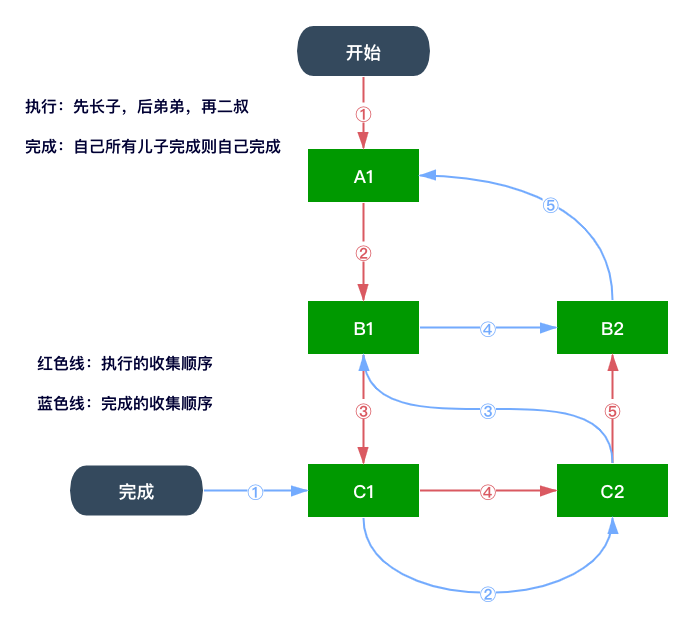 开始
执行：先长子，后弟弟，再二叔
①
完成：自己所有儿子完成则自己完成
A1
⑤
②
B1
④
B2
红色线：执行的收集顺序
蓝色线：完成的收集顺序
③
③
⑤
完成
①
C1
④
C2
②